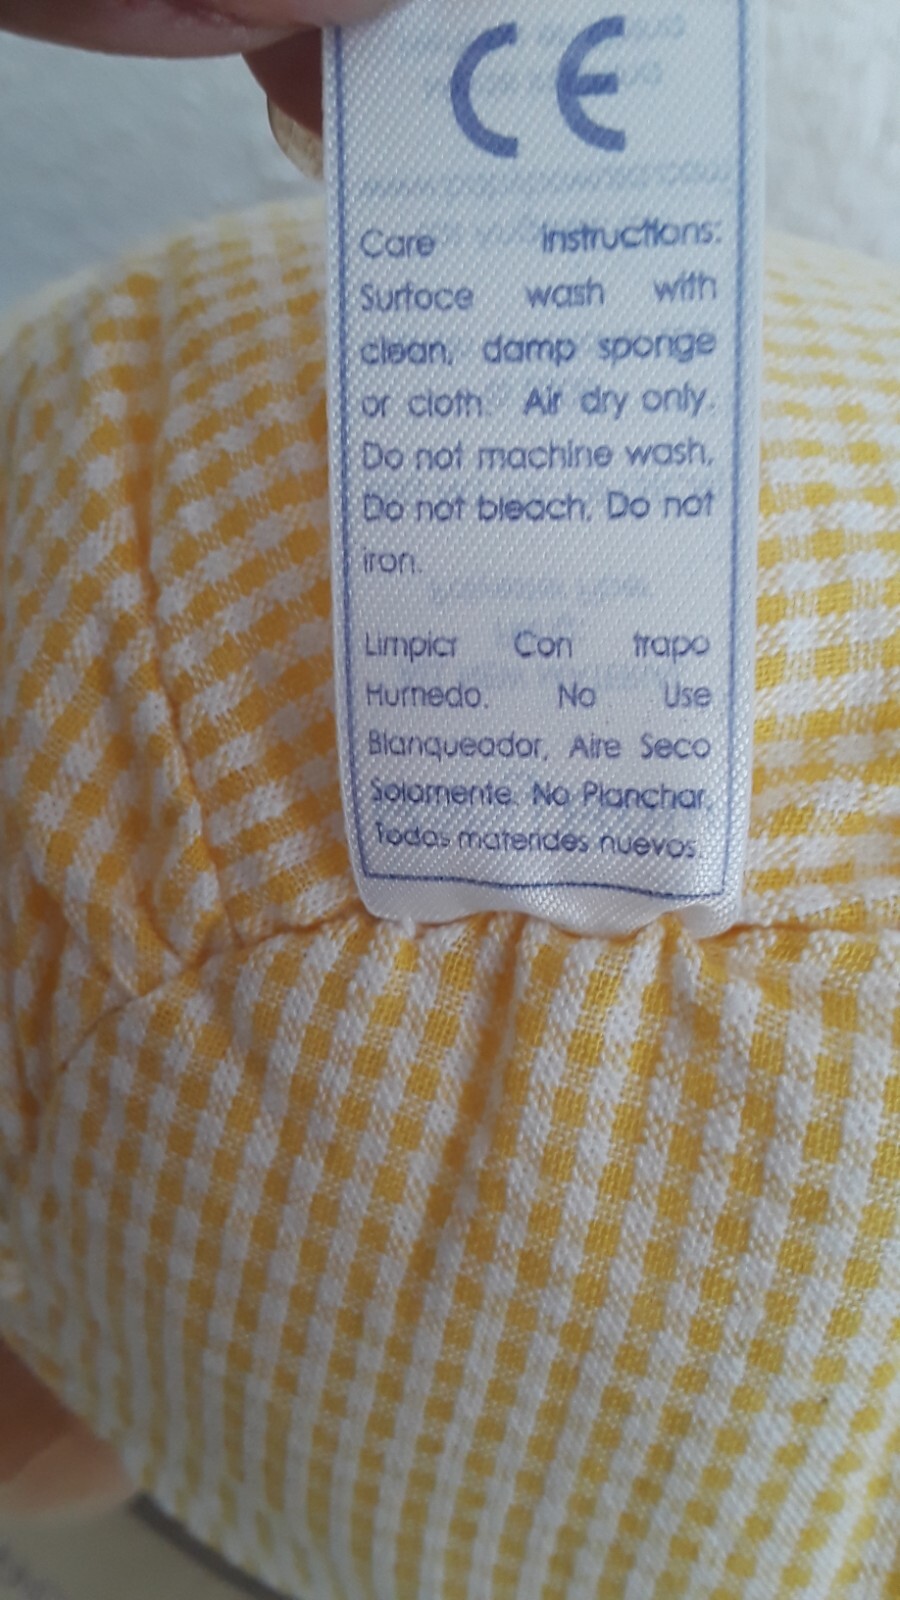 CE
Care instructions:
Surface wash with
clean, damp sponge
or cloth. Air dry only.
Do not machine wash,
Do not bleach, Do not
iron.
Limpiar Con trapo
Humedo. No Use
Blanqueador, Aire Seco
Solamente. No Planchar.
Todas materides nuevos.